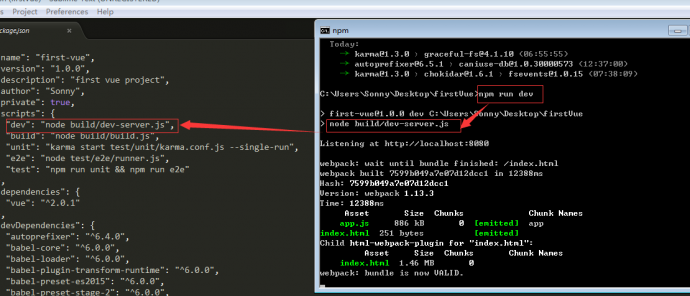 s Project Preferences Help
package.json ×
name": "first-vue",
version": "1.0.0",
description": "first vue project",
author": "Sonny",
private": true,
scripts": {
"dev": "node build/dev-server.js",
"build": "node build/build.js",
"unit": "karma start test/unit/karma.conf.js --single-run",
"e2e": "node test/e2e/runner.js",
"test": "npm run unit && npm run e2e"
,
dependencies": {
"vue": "^2.0.1"
,
devDependencies": {
"autoprefixer": "^6.4.0",
"babel-core": "^6.0.0",
"babel-loader": "^6.0.0",
"babel-plugin-transform-runtime": "^6.0.0",
"babel-preset-es2015": "^6.0.0",
"babel-preset-stage-2": "^6.0.0",
npm
Today:
→ karma@1.3.0 › graceful-fs@4.1.10 (06:55:55)
→ autoprefixer@6.5.1 › caniuse-db@1.0.30000573 (12:37:00)
→ karma@1.3.0 › chokidar@1.6.1 › fsevents@1.0.15 (07:38:09)
C:\Users\Sonny\Desktop\firstVue>npm run dev
> first-vue@1.0.0 dev C:\Users\Sonny\Desktop\firstVue
> node build/dev-server.js
Listening at http://localhost:8080
webpack: wait until bundle finished: /index.html
webpack built 7599b049a7e07d12dcc1 in 12388ms
Hash: 7599b049a7e07d12dcc1
Version: webpack 1.13.3
Time: 12388ms
Asset Size Chunks Chunk Names
app.js 886 kB 0 [emitted] app
index.html 251 bytes [emitted]
Child html-webpack-plugin for "index.html":
Asset Size Chunks Chunk Names
index.html 1.46 MB 0
webpack: bundle is now VALID.